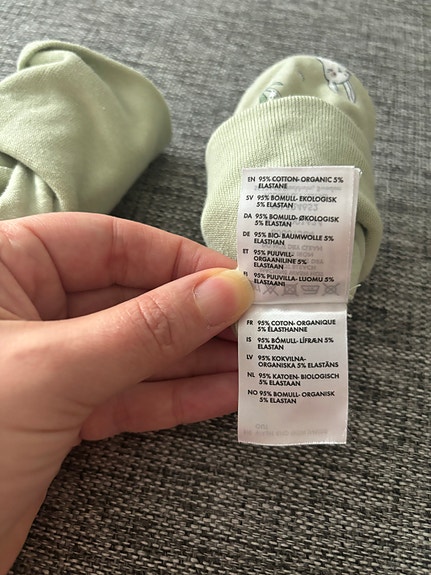 EN 95% COTTON- ORGANIC 5%
ELASTANE
SV 95% BOMULL- EKOLOGISK
5% ELASTAN
DA 95% BOMULD- ØKOLOGISK
5% ELASTAN
DE 95% BIO- BAUMWOLLE 5%
ELASTHAN
ET 95% PUUVILL-
ORGAANILINE 5%
ELASTAAN
FI 95% PUUVILLA- LUOMU 5%
ELASTAANI
FR 95% COTON- ORGANIQUE
5% ÉLASTHANNE
IS 95% BÓMULL- LÍFRÆN 5%
ELASTAN
LV 95% KOKVILNA-
ORGANISKA 5% ELASTĀNS
NL 95% KATOEN- BIOLOGISCH
5% ELASTAAN
NO 95% BOMULL- ORGANISK
5% ELASTAN